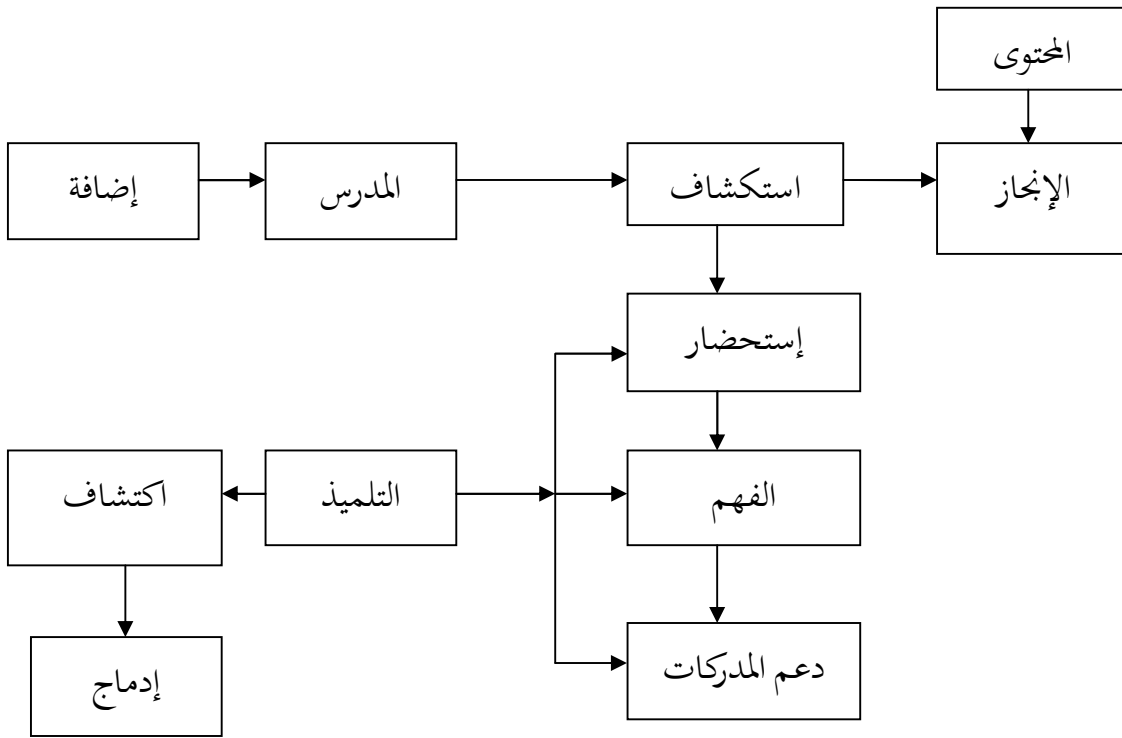 المحتوى
الإنجاز
استكشاف
المدرس
إضافة
إستحضار
الفهم
التلميذ
اكتشاف
دعم المدركات
إدماج